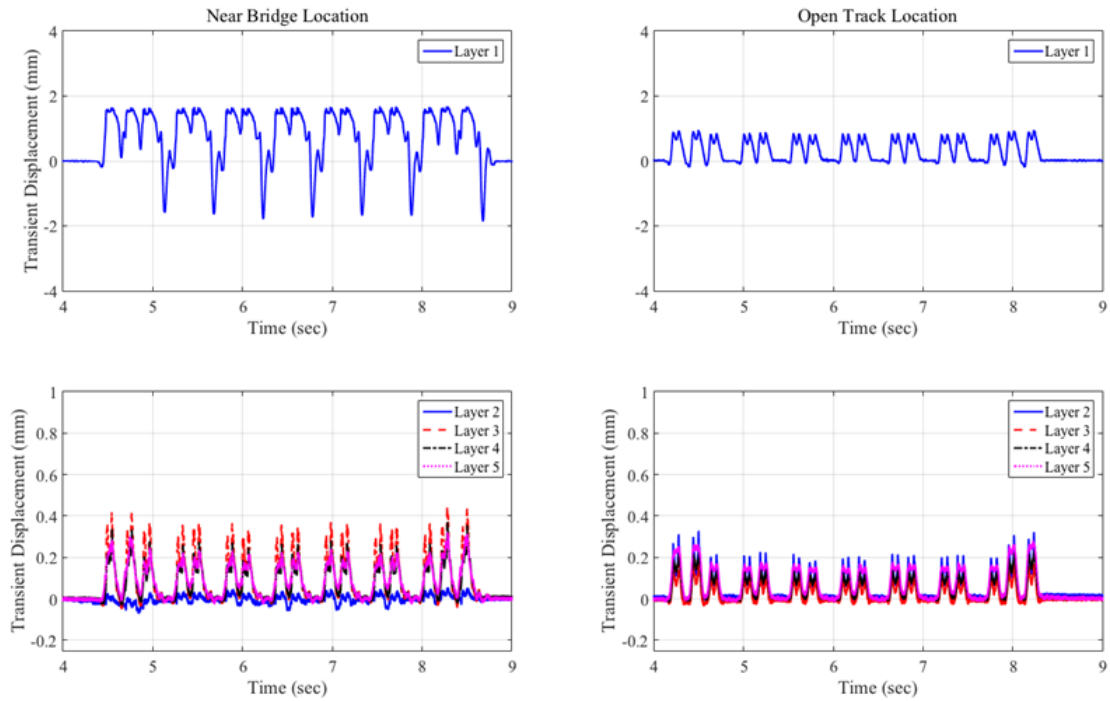 Near Bridge Location
Transient Displacement (mm)
4
2
0
-2
-4
4
5
6
7
8
9
Time (sec)
Layer 1
Open Track Location
Transient Displacement (mm)
4
2
0
-2
-4
4
5
6
7
8
9
Time (sec)
Layer 1
Transient Displacement (mm)
1
0.8
0.6
0.4
0.2
0
-0.2
4
5
6
7
8
9
Time (sec)
Layer 2
Layer 3
Layer 4
Layer 5
Transient Displacement (mm)
1
0.8
0.6
0.4
0.2
0
-0.2
4
5
6
7
8
9
Time (sec)
Layer 2
Layer 3
Layer 4
Layer 5